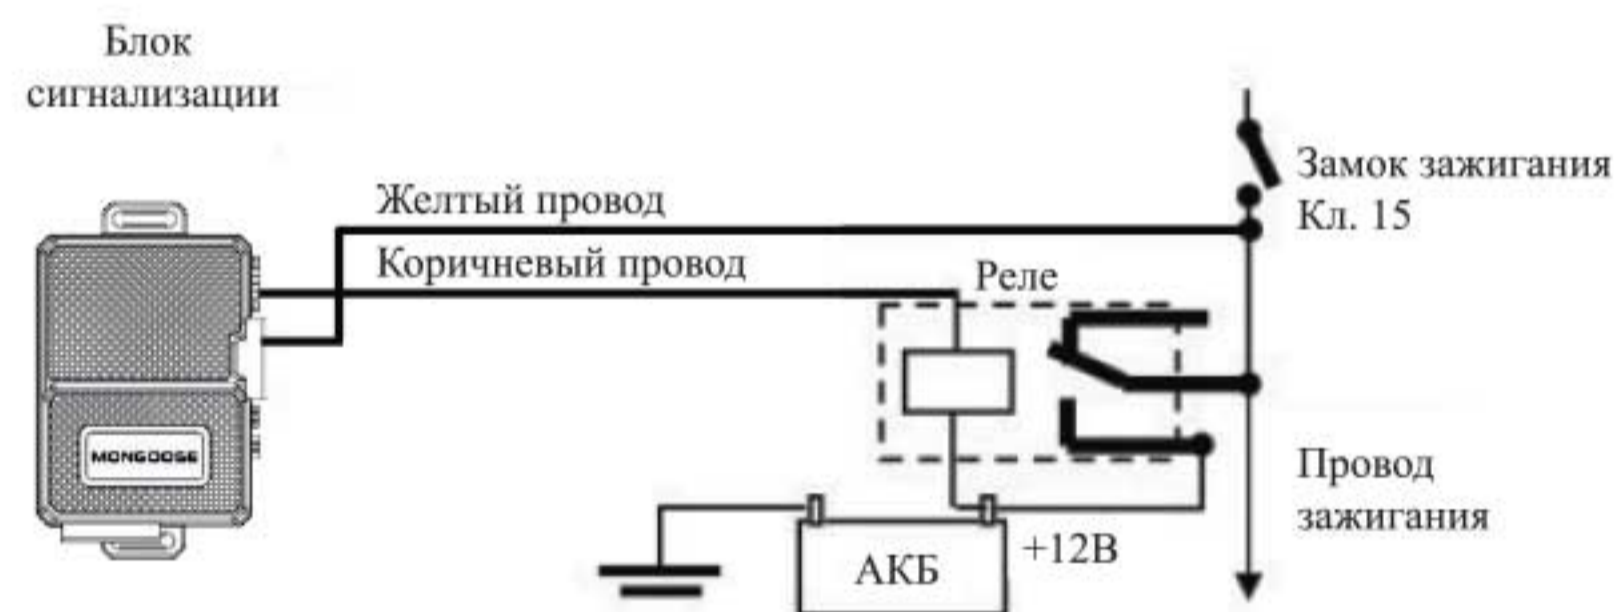 Блок
сигнализации
Замок зажигания
Кл. 15
Желтый провод
Коричневый провод
Реле
MONGOOSE
Провод
зажигания
+12В
АКБ